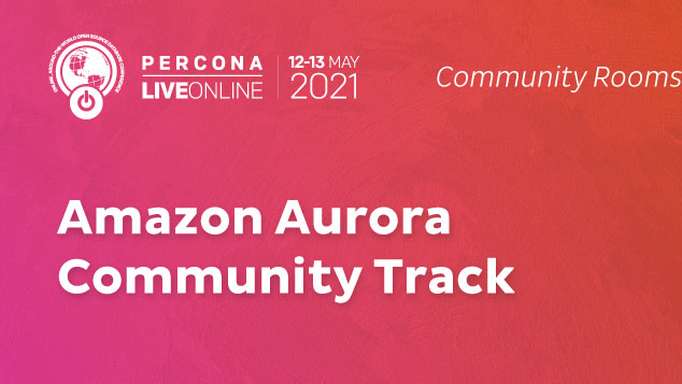 PERCONA
LIVEONLINE
12-13 MAY
2021
Community Rooms
Amazon Aurora
Community Track